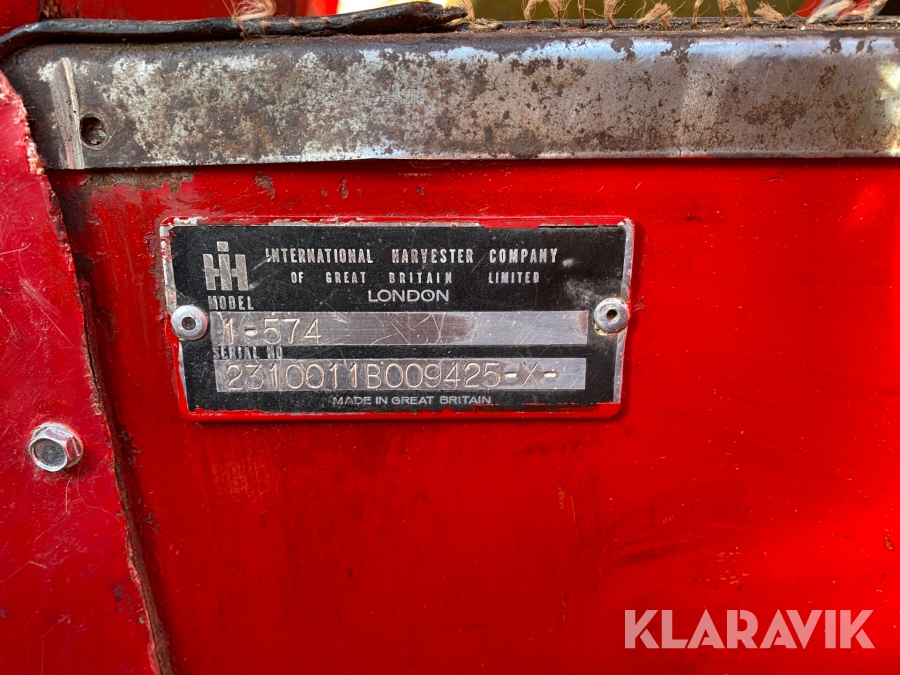 IH INTERNATIONAL HARVESTER COMPANY
OF GREAT BRITAIN LIMITED
LONDON
MODEL
1-574
SERIAL NO
2310011B009425-X-
MADE IN GREAT BRITAIN
KLARAVIK